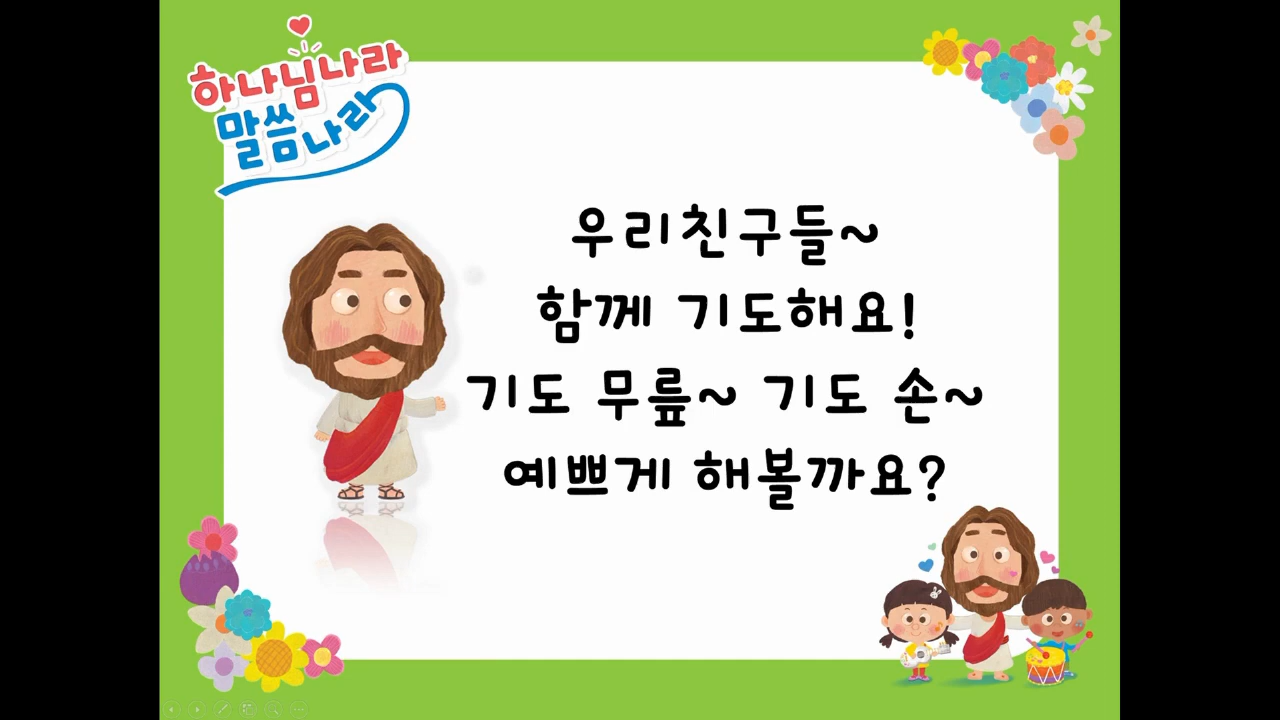 하나님나라
말씀나라
우리친구들~
함께 기도해요!
기도 무릎~ 기도 손~
예쁘게 해볼까요?